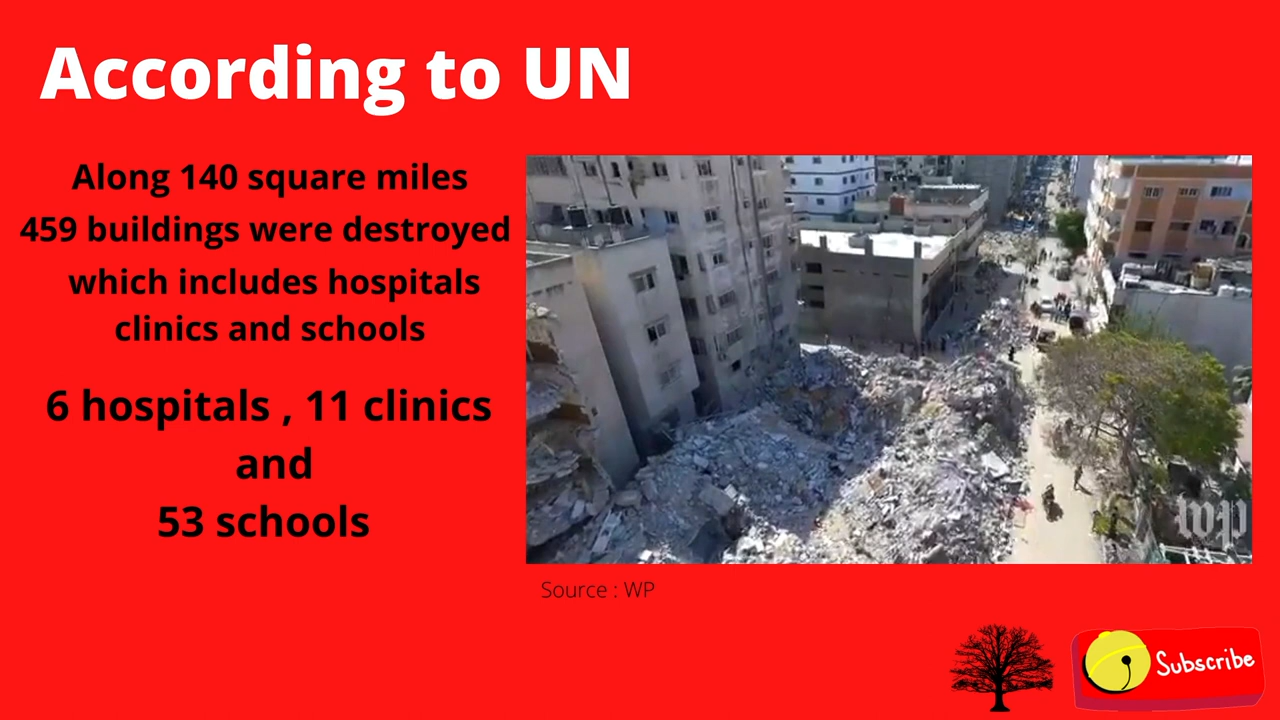 According to UN
Along 140 square miles
459 buildings were destroyed
which includes hospitals
clinics and schools
6 hospitals , 11 clinics
and
53 schools
wp
Source : WP
Subscribe